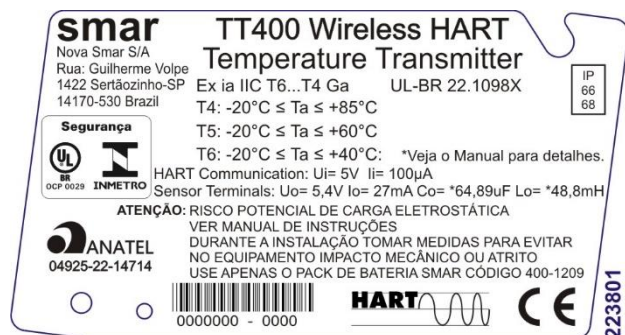 smar
Nova Smar S/A
Rua: Guilherme Volpe
1422 Sertãozinho-SP
14170-530 Brazil
TT400 Wireless HART
Temperature Transmitter
Ex ia IIC T6...T4 Ga UL-BR 22.1098X
T4: -20°C ≤ Ta ≤ +85°C
T5: -20°C ≤ Ta ≤ +60°C
T6: -20°C ≤ Ta ≤ +40°C: *Veja o Manual para detalhes.
IP
66
68
Segurança
UL
BR
OCP 0029
INMETRO
HART Communication: Ui= 5V Ii= 100µA
Sensor Terminals: Uo= 5,4V Io= 27mA Co= *64,89uF Lo= *48,8mH
ATENÇÃO: RISCO POTENCIAL DE CARGA ELETROSTÁTICA
VER MANUAL DE INSTRUÇÕES
DURANTE A INSTALAÇÃO TOMAR MEDIDAS PARA EVITAR
NO EQUIPAMENTO IMPACTO MECÂNICO OU ATRITO
USE APENAS O PACK DE BATERIA SMAR CÓDIGO 400-1209
ANATEL
04925-22-14714
0000000 - 0000
HART
CE
223801